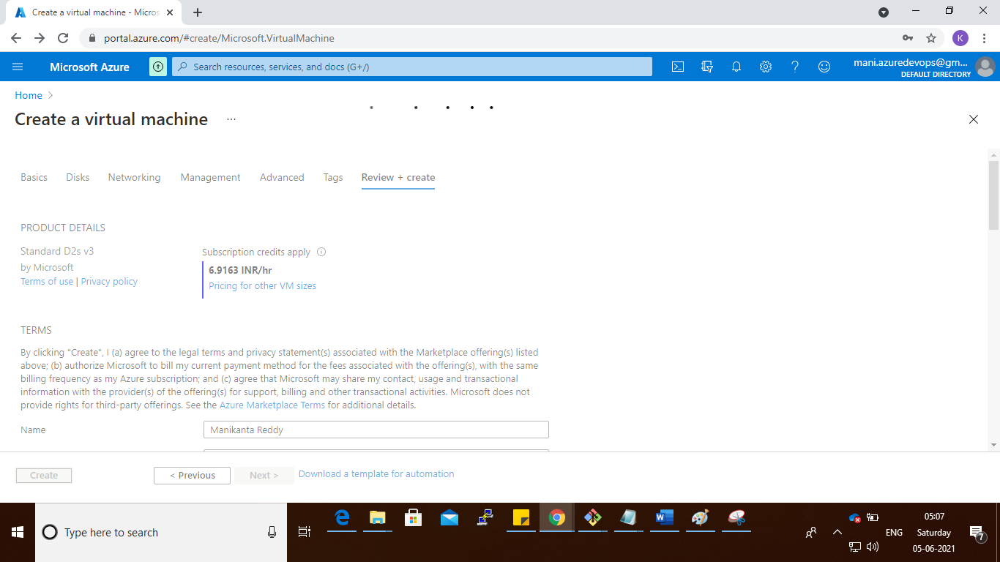 Create a virtual machine - Micros
portal.azure.com/#create/Microsoft.VirtualMachine
K
Microsoft Azure
Search resources, services, and docs (G+/)
mani.azuredevops@gm...
DEFAULT DIRECTORY
Home >
Create a virtual machine ...
Basics Disks Networking Management Advanced Tags Review + create
PRODUCT DETAILS
Standard D2s v3
by Microsoft
Terms of use | Privacy policy
Subscription credits apply
6.9163 INR/hr
Pricing for other VM sizes
TERMS
By clicking "Create", I (a) agree to the legal terms and privacy statement(s) associated with the Marketplace offering(s) listed
above; (b) authorize Microsoft to bill my current payment method for the fees associated with the offering(s), with the same
billing frequency as my Azure subscription; and (c) agree that Microsoft may share my contact, usage and transactional
information with the provider(s) of the offering(s) for support, billing and other transactional activities. Microsoft does not
provide rights for third-party offerings. See the Azure Marketplace Terms for additional details.
Name Manikanta Reddy
Create < Previous Next > Download a template for automation
Type here to search
ENG
05:07
Saturday
05-06-2021
7